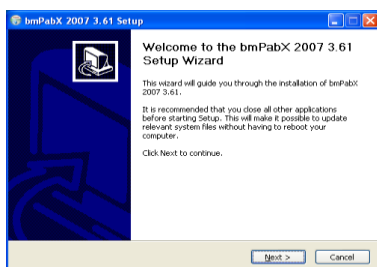 bmPabX 2007 3.61 Setup
Welcome to the bmPabX 2007 3.61
Setup Wizard
This wizard will guide you through the installation of bmPabX
2007 3.61.
It is recommended that you close all other applications
before starting Setup. This will make it possible to update
relevant system files without having to reboot your
computer.
Click Next to continue.
Next > Cancel